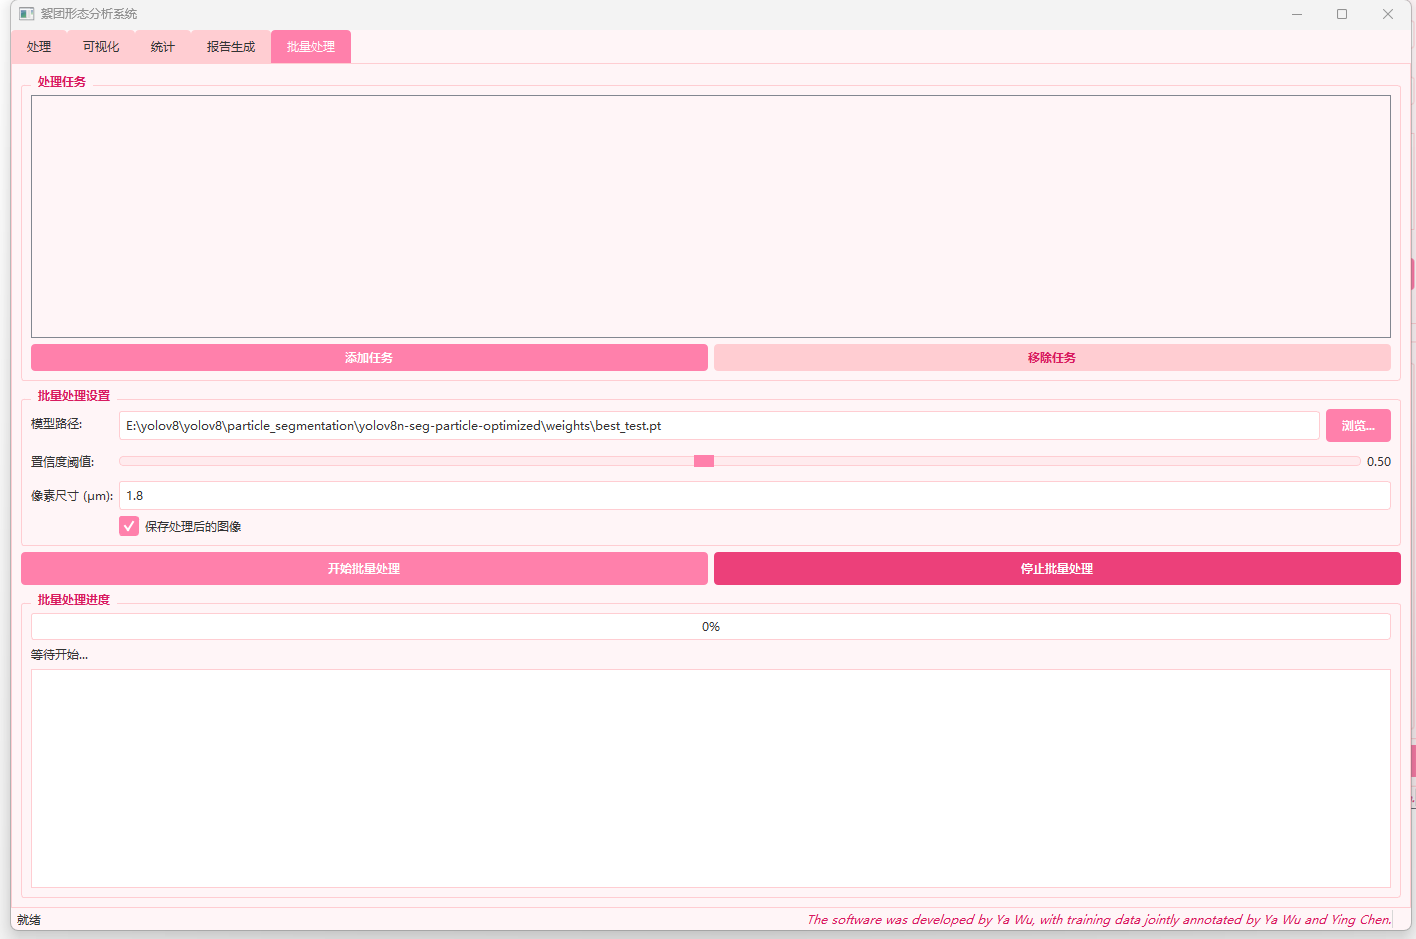 絮团形态分析系统
处理 可视化 统计 报告生成 批量处理
处理任务
添加任务 移除任务
批量处理设置
模型路径: E:\yolov8\yolov8\particle_segmentation\yolov8n-seg-particle-optimized\weights\best_test.pt 浏览...
置信度阈值: 0.50
像素尺寸 (μm): 1.8
保存处理后的图像
开始批量处理 停止批量处理
批量处理进度
0%
等待开始...
就绪 The software was developed by Ya Wu, with training data jointly annotated by Ya Wu and Ying Chen.